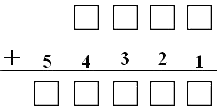 □ □ □ □
+ 5 4 3 2 1
□ □ □ □ □